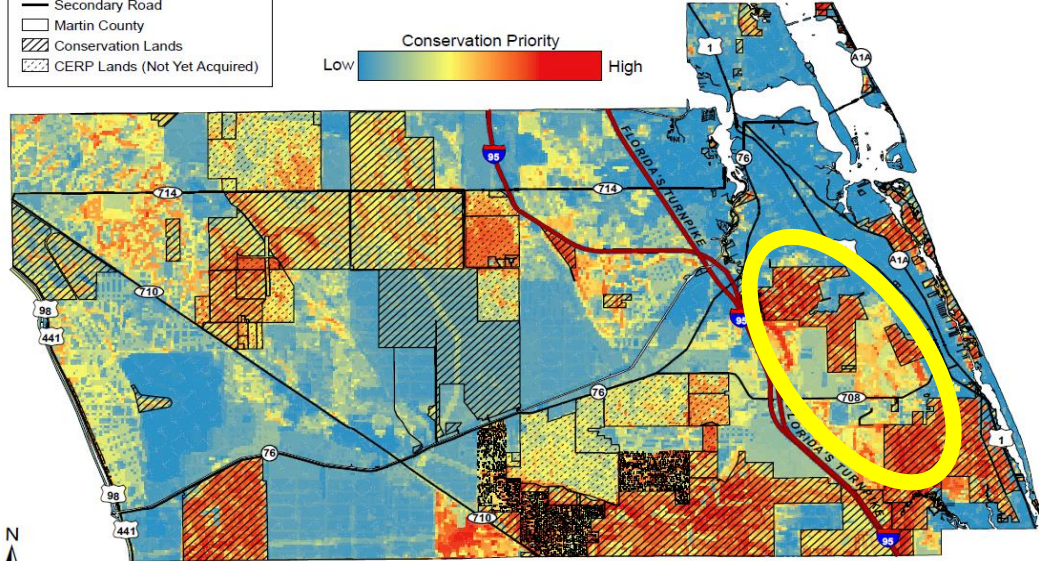 Secondary Road
Martin County
Conservation Lands
CERP Lands (Not Yet Acquired)
Conservation Priority
Low
High
1
A1A
95
FLORIDA'S TURNPIKE
76
714
714
A1A
710
98
441
95
76
708
FLORIDA'S TURNPIKE
1
76
98
441
710
95
N